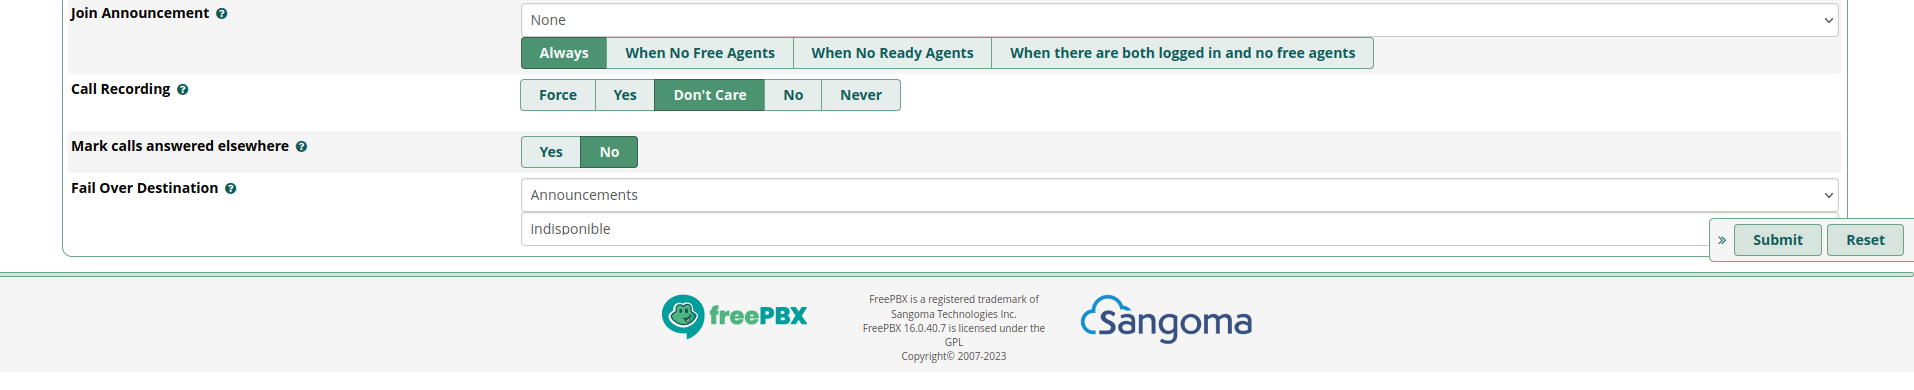 Join Announcement
None
Always When No Free Agents When No Ready Agents When there are both logged in and no free agents
Call Recording
Force Yes Don't Care No Never
Mark calls answered elsewhere
Yes No
Fail Over Destination
Announcements
indisponible
» Submit Reset
freePBX
FreePBX is a registered trademark of
Sangoma Technologies Inc.
FreePBX 16.0.40.7 is licensed under the
GPL
Copyright© 2007-2023
Sangoma